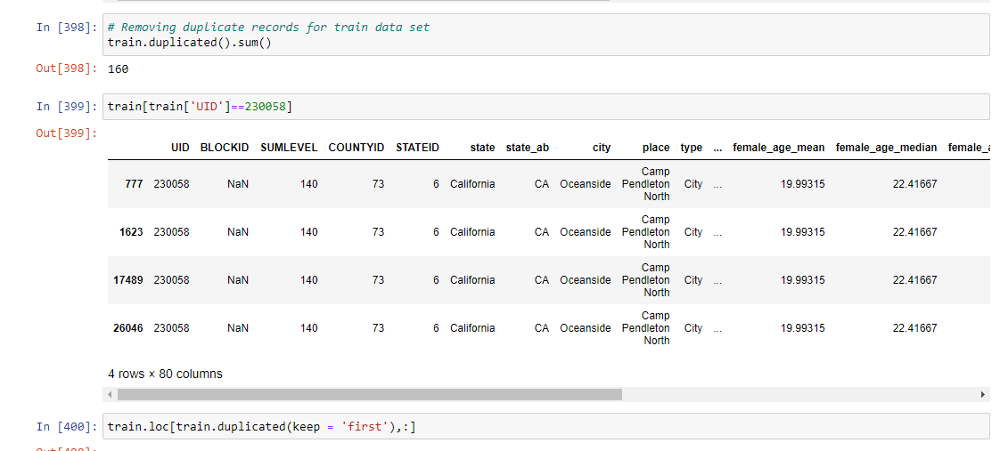 In [398]: # Removing duplicate records for train data set
train.duplicated().sum()
Out[398]: 160
In [399]: train[train['UID']==230058]
Out[399]:
UID BLOCKID SUMLEVEL COUNTYID STATEID state state_ab city place type ... female_age_mean female_age_median
777 230058 NaN 140 73 6 California CA Oceanside Camp Pendleton North City ... 19.99315 22.41667
1623 230058 NaN 140 73 6 California CA Oceanside Camp Pendleton North City ... 19.99315 22.41667
17489 230058 NaN 140 73 6 California CA Oceanside Camp Pendleton North City ... 19.99315 22.41667
26046 230058 NaN 140 73 6 California CA Oceanside Camp Pendleton North City ... 19.99315 22.41667
4 rows × 80 columns
In [400]: train.loc[train.duplicated(keep = 'first'),:]